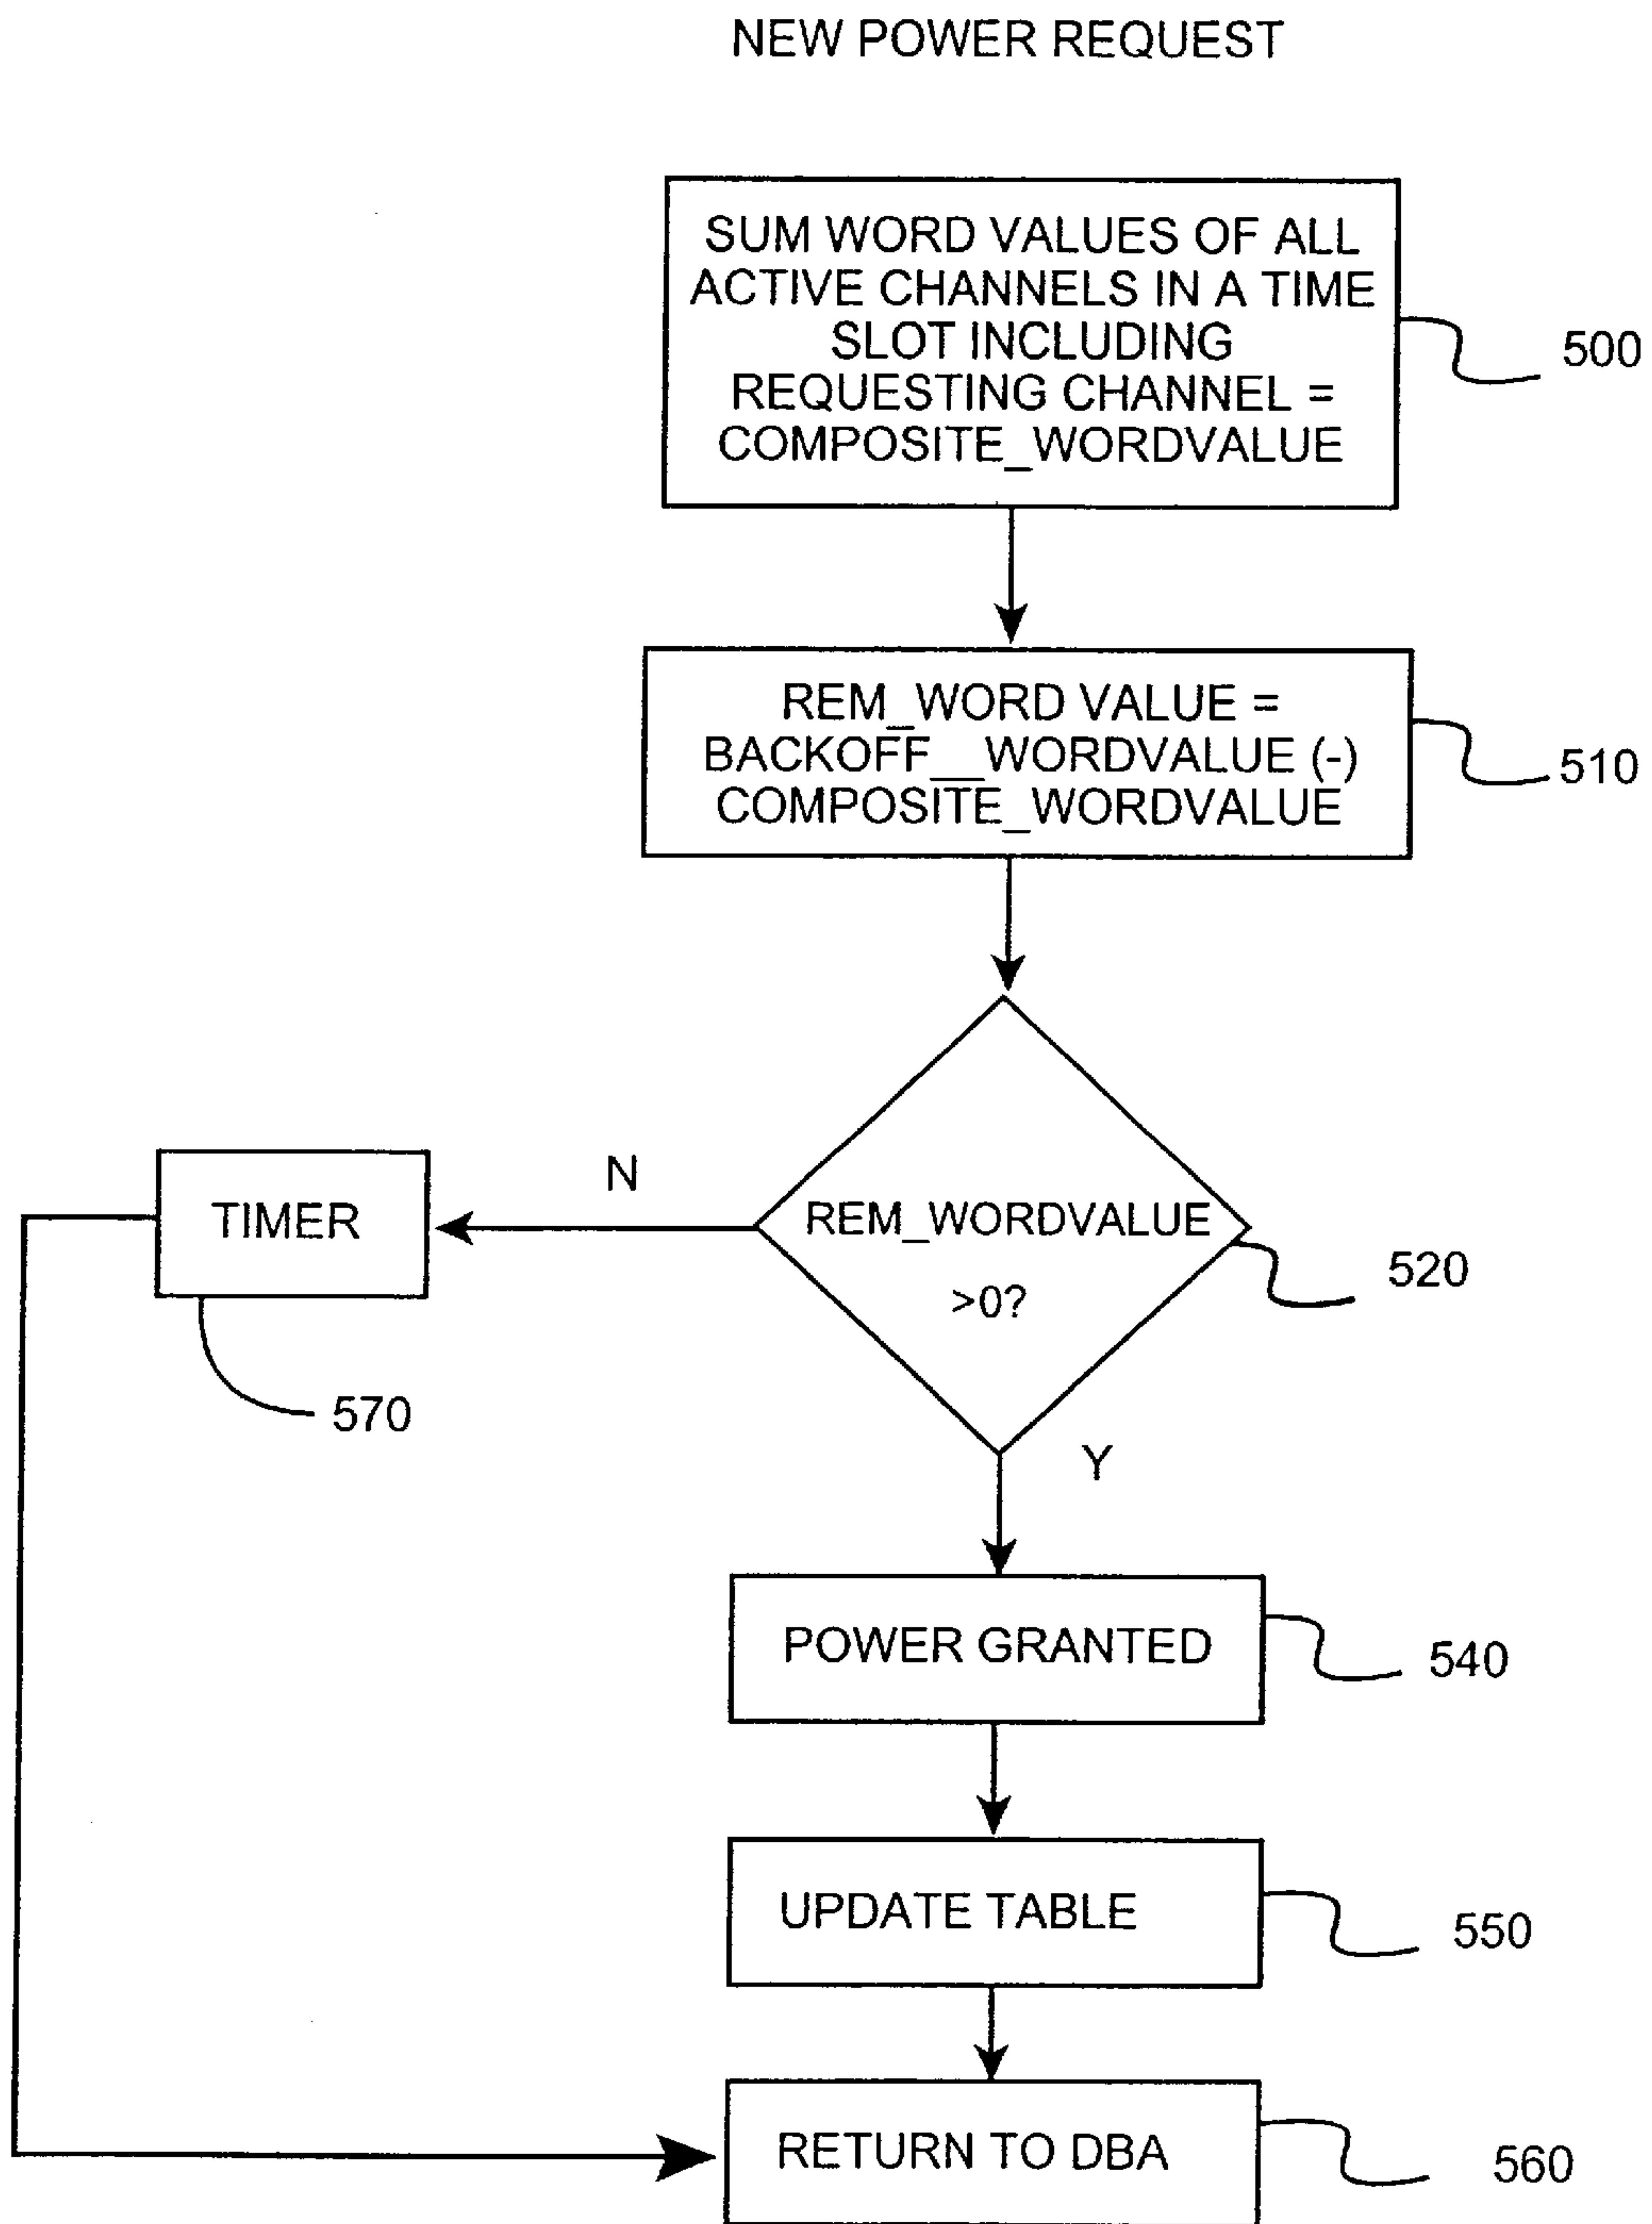 NEW POWER REQUEST
SUM WORD VALUES OF ALL
ACTIVE CHANNELS IN A TIME
SLOT INCLUDING
REQUESTING CHANNEL =
COMPOSITE_WORDVALUE
500
REM_WORD VALUE =
BACKOFF__WORDVALUE (-)
COMPOSITE_WORDVALUE
510
N
TIMER
REM_WORDVALUE
>0?
520
570
Y
POWER GRANTED
540
UPDATE TABLE
550
RETURN TO DBA
560